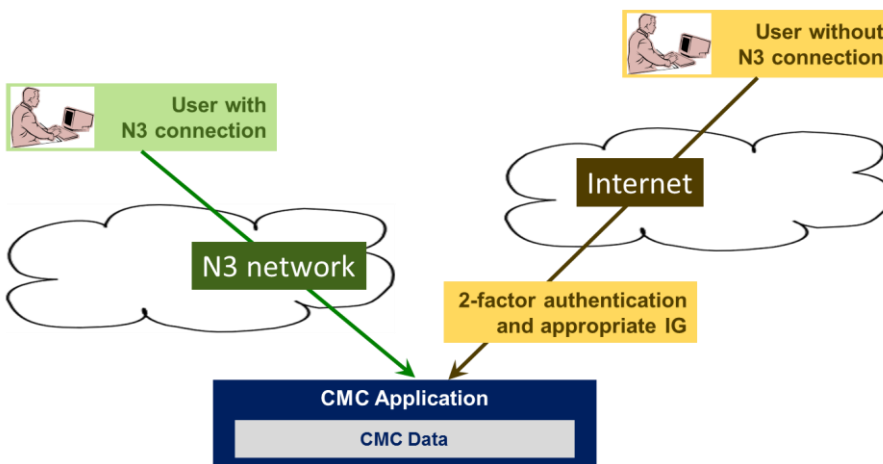 User without
N3 connection
User with
N3 connection
Internet
N3 network
2-factor authentication
and appropriate IG
CMC Application
CMC Data